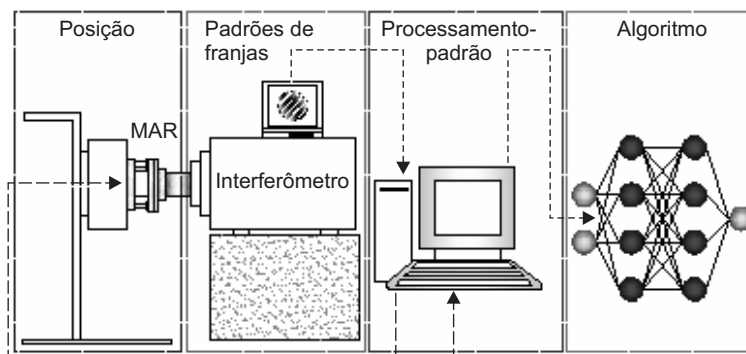 Posição
MAR
Padrões de
franjas
Interferômetro
Processamento-
padrão
Algoritmo